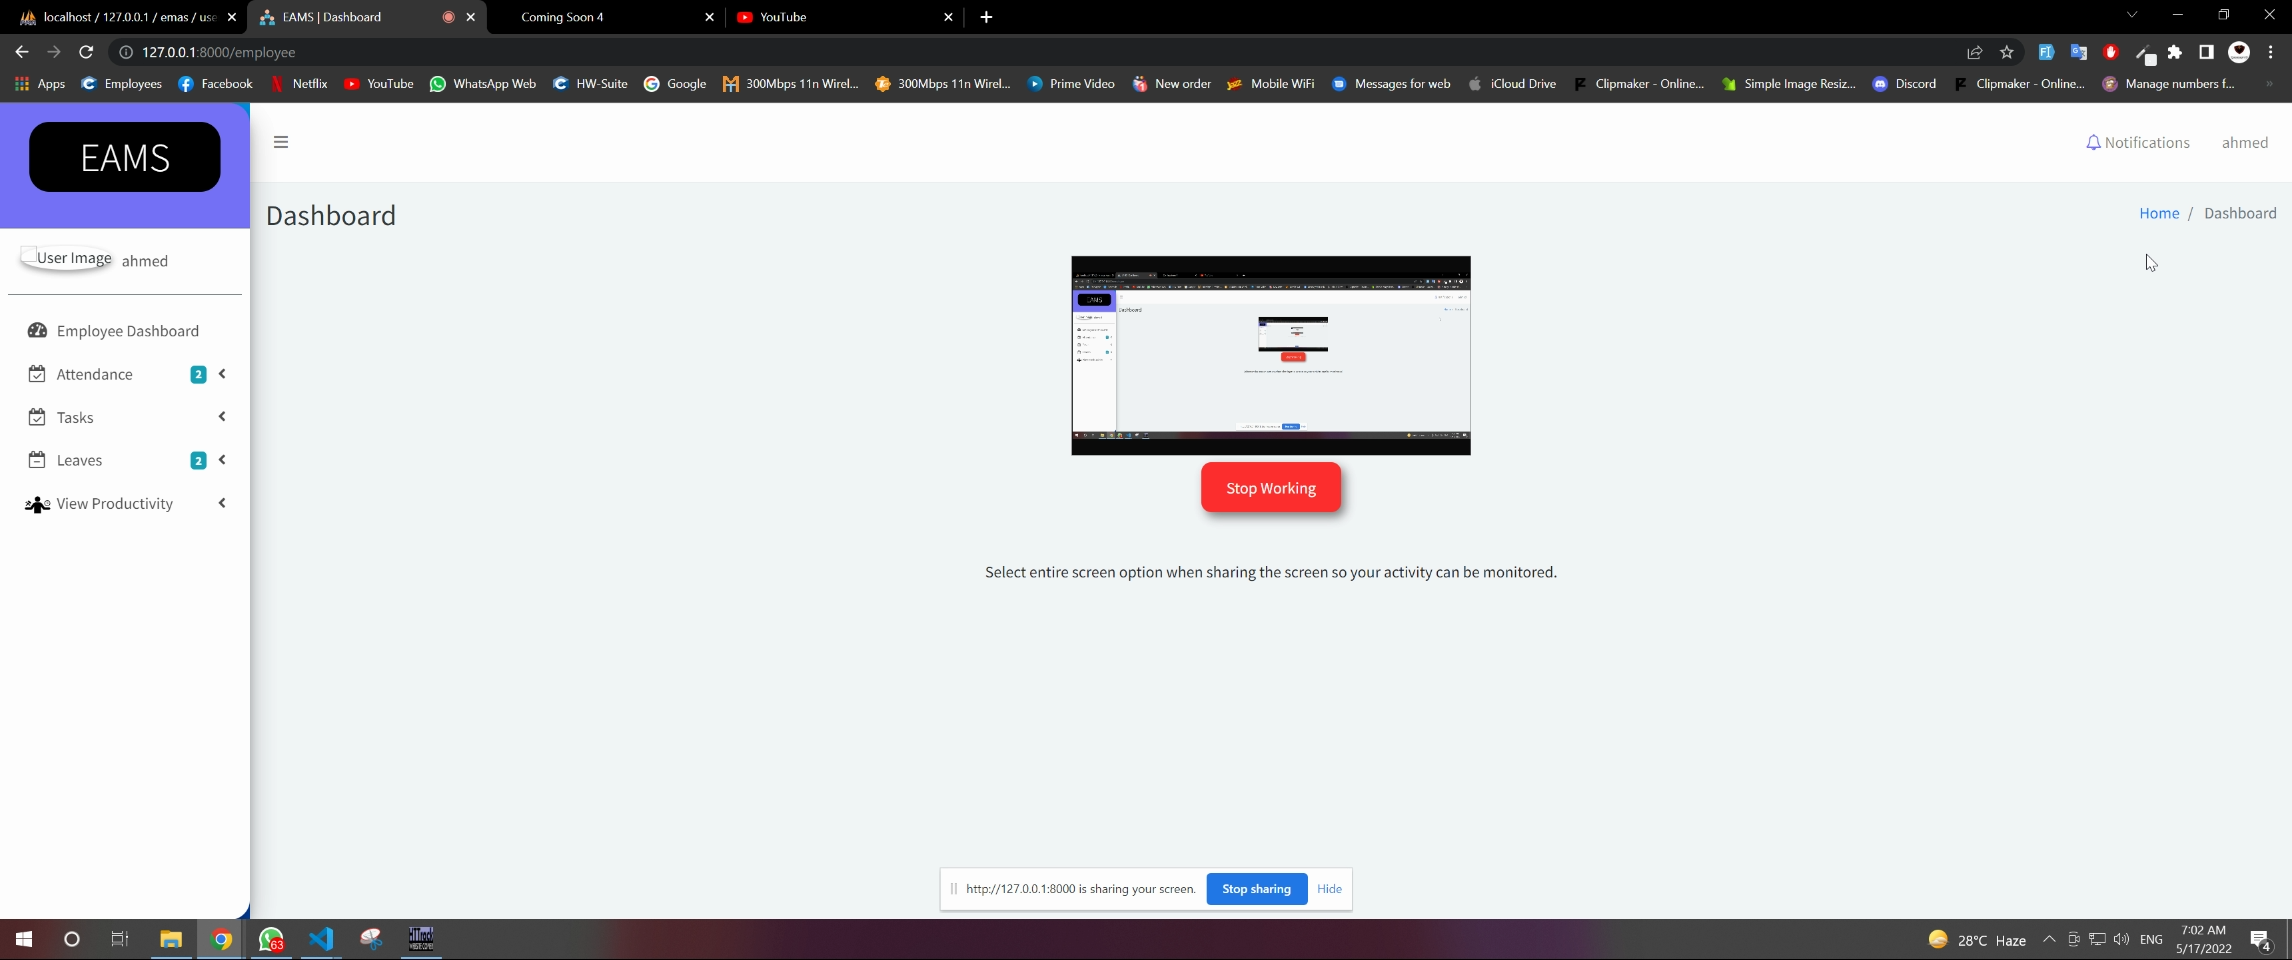 localhost / 127.0.0.1 / emas / use
EAMS | Dashboard
Coming Soon 4
YouTube
127.0.0.1:8000/employee
Apps
Employees
Facebook
Netflix
YouTube
WhatsApp Web
HW-Suite
Google
300Mbps 11n Wirel...
300Mbps 11n Wirel...
Prime Video
New order
Mobile WiFi
Messages for web
iCloud Drive
Clipmaker - Online...
Simple Image Resiz...
Discord
Clipmaker - Online...
Manage numbers f...
EAMS
Notifications
ahmed
Dashboard
Home / Dashboard
User Image
ahmed
Employee Dashboard
Attendance 2
Tasks
Leaves 2
View Productivity
EAMS
Dashboard
Stop Working
Select entire screen option when sharing the screen so your activity can be monitored.
http://127.0.0.1:8000 is sharing your screen.
Stop sharing
Hide
63
28°C Haze
ENG
7:02 AM
5/17/2022
4